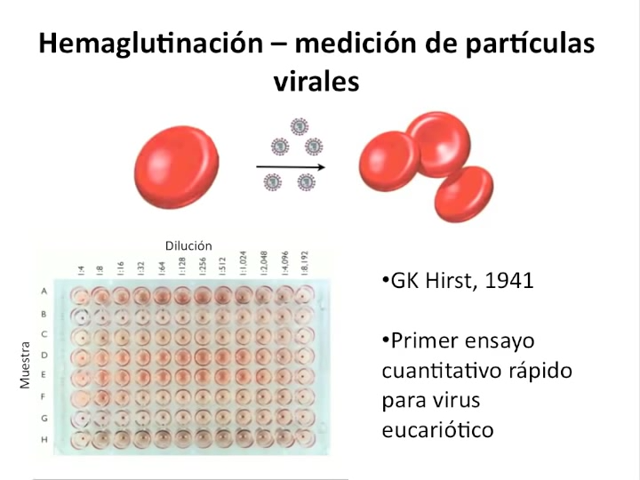 Hemaglutinación – medición de partículas
virales
Dilución
1:4 1:8 1:16 1:32 1:64 1:128 1:256 1:512 1:1,024 1:2,048 1:4,096 1:8,192
Muestra
A
B
C
D
E
F
G
H
•GK Hirst, 1941
•Primer ensayo
cuantitativo rápido
para virus
eucariótico